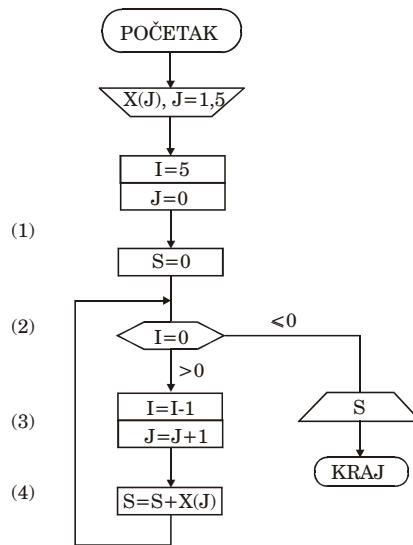 POČETAK
X(J), J=1,5
I=5
J=0
(1)
S=0
(2)
I=0
⩽0
>0
(3)
I=I-1
J=J+1
S
(4)
S=S+X(J)
KRAJ